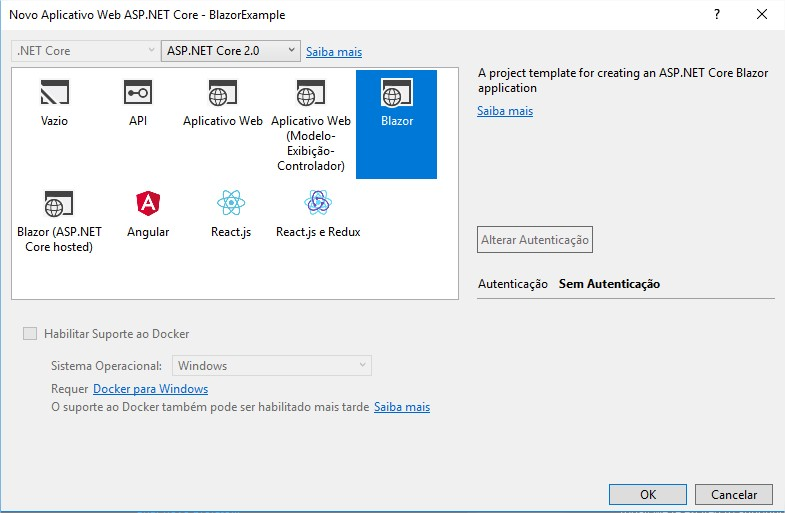 Novo Aplicativo Web ASP.NET Core - BlazorExample
?
.NET Core
ASP.NET Core 2.0
Saiba mais
Vazio
API
Aplicativo Web
Aplicativo Web
(Modelo-
Exibição-
Controlador)
Blazor
Blazor (ASP.NET
Core hosted)
Angular
React.js
React.js e Redux
A project template for creating an ASP.NET Core Blazor
application
Saiba mais
Alterar Autenticação
Autenticação Sem Autenticação
Habilitar Suporte ao Docker
Sistema Operacional: Windows
Requer Docker para Windows
O suporte ao Docker também pode ser habilitado mais tarde Saiba mais
OK
Cancelar